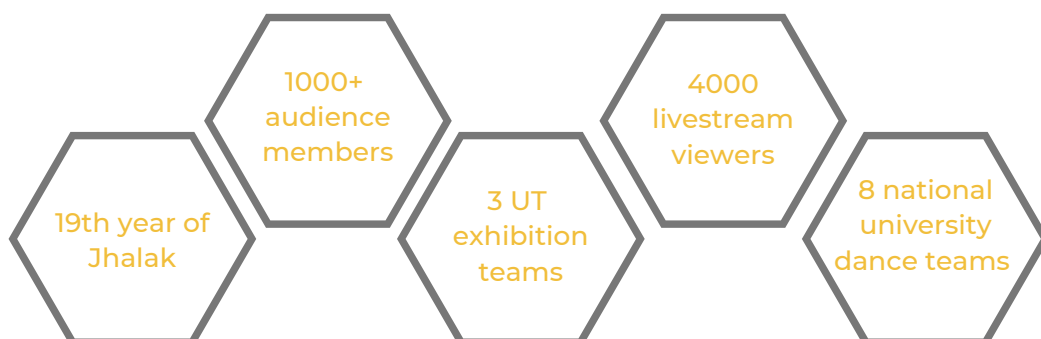 19th year of
Jhalak
1000+
audience
members
3 UT
exhibition
teams
4000
livestream
viewers
8 national
university
dance teams